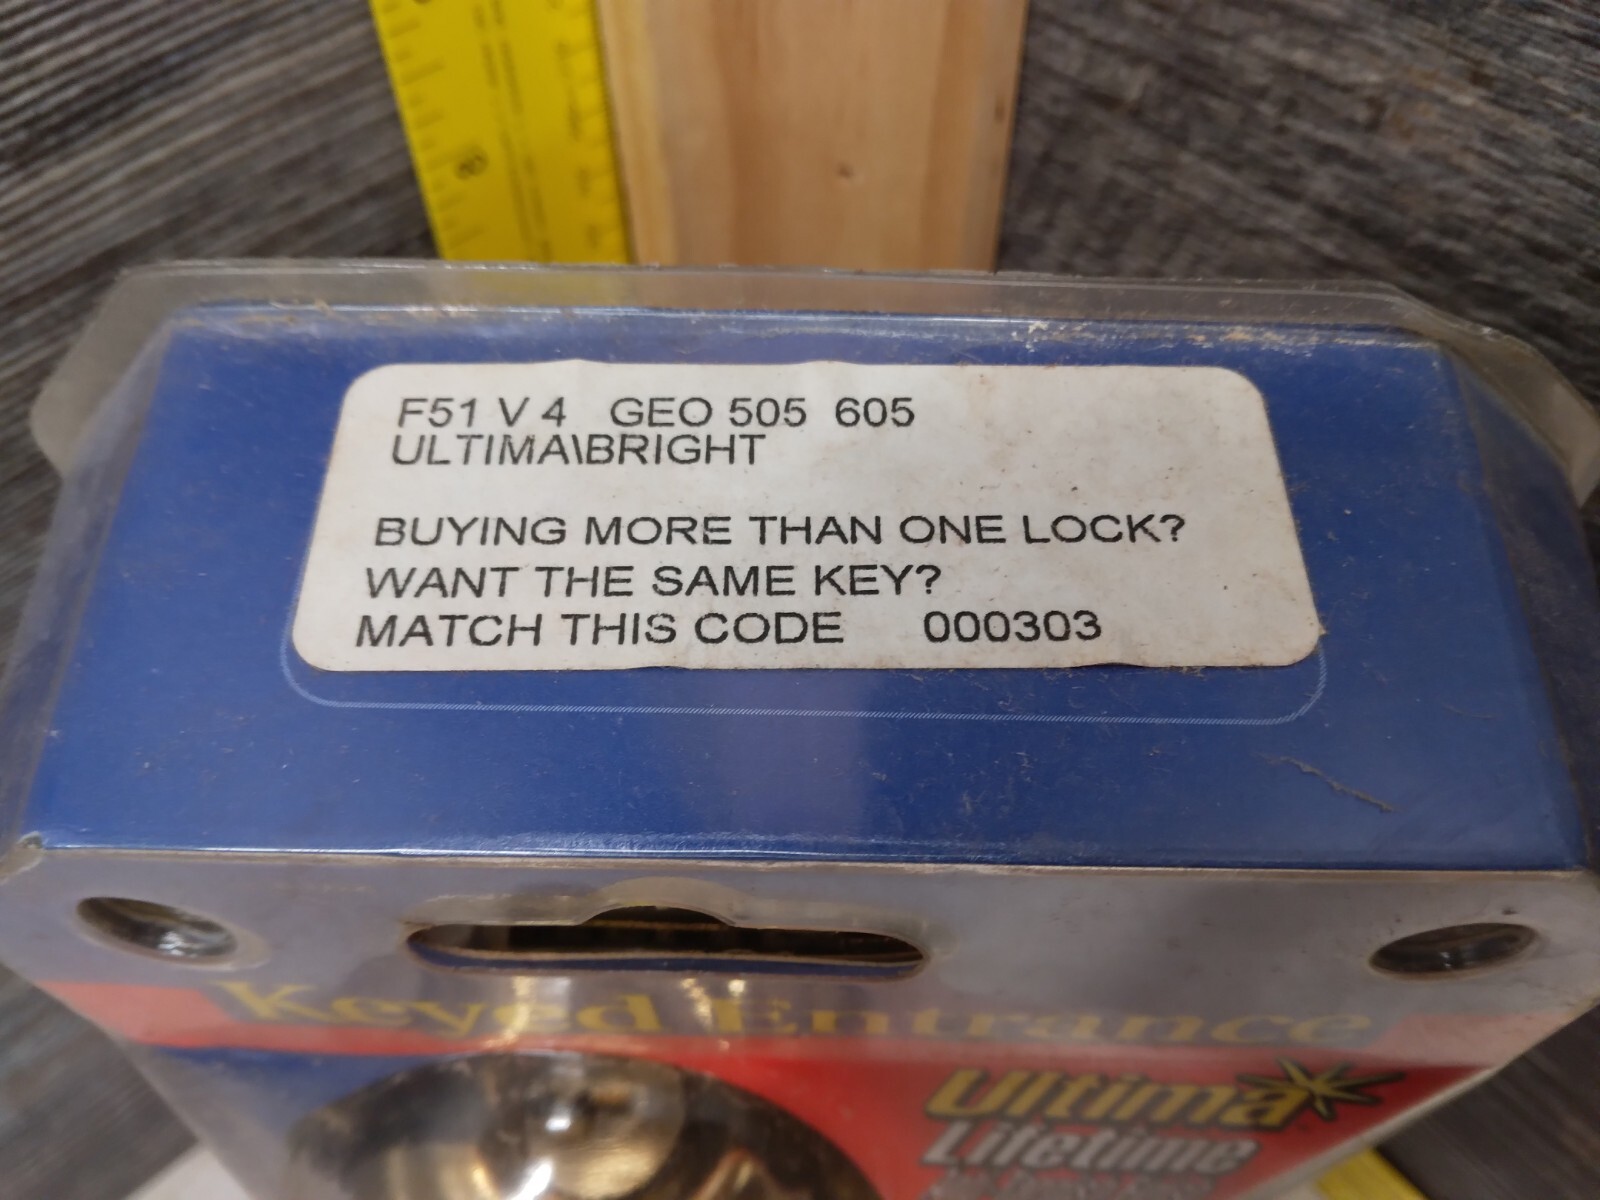 F51 V 4 GEO 505 605
ULTIMA\BRIGHT
BUYING MORE THAN ONE LOCK?
WANT THE SAME KEY?
MATCH THIS CODE 000303
Keyed Entrance
Ultima
Lifetime